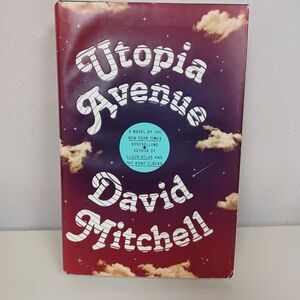 Utopia
Avenue
A NOVEL BY THE
NEW YORK TIMES
BESTSELLING
AUTHOR OF
CLOUD ATLAS AND
THE BONE CLOCKS
David
Mitchell